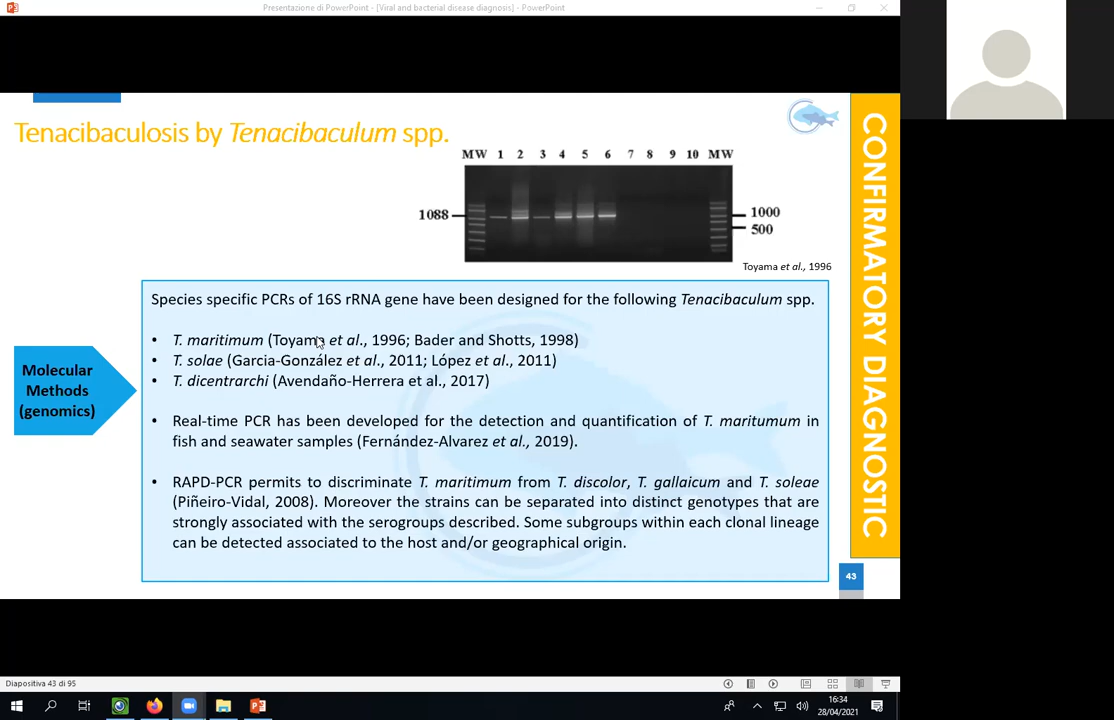 Presentazione di PowerPoint - [Viral and bacterial disease diagnosis] - PowerPoint
Tenacibaculosis by Tenacibaculum spp.
MW 1 2 3 4 5 6 7 8 9 10 MW
1088
1000
500
Toyama et al., 1996
CONFIRMATORY DIAGNOSTIC
Molecular
Methods
(genomics)
Species specific PCRs of 16S rRNA gene have been designed for the following Tenacibaculum spp.
• T. maritimum (Toyama et al., 1996; Bader and Shotts, 1998)
• T. solae (Garcia-González et al., 2011; López et al., 2011)
• T. dicentrarchi (Avendaño-Herrera et al., 2017)
• Real-time PCR has been developed for the detection and quantification of T. maritumum in
fish and seawater samples (Fernández-Alvarez et al., 2019).
• RAPD-PCR permits to discriminate T. maritimum from T. discolor, T. gallaicum and T. soleae
(Piñeiro-Vidal, 2008). Moreover the strains can be separated into distinct genotypes that are
strongly associated with the serogroups described. Some subgroups within each clonal lineage
can be detected associated to the host and/or geographical origin.
43
Diapositiva 43 di 95
16:34
28/04/2021